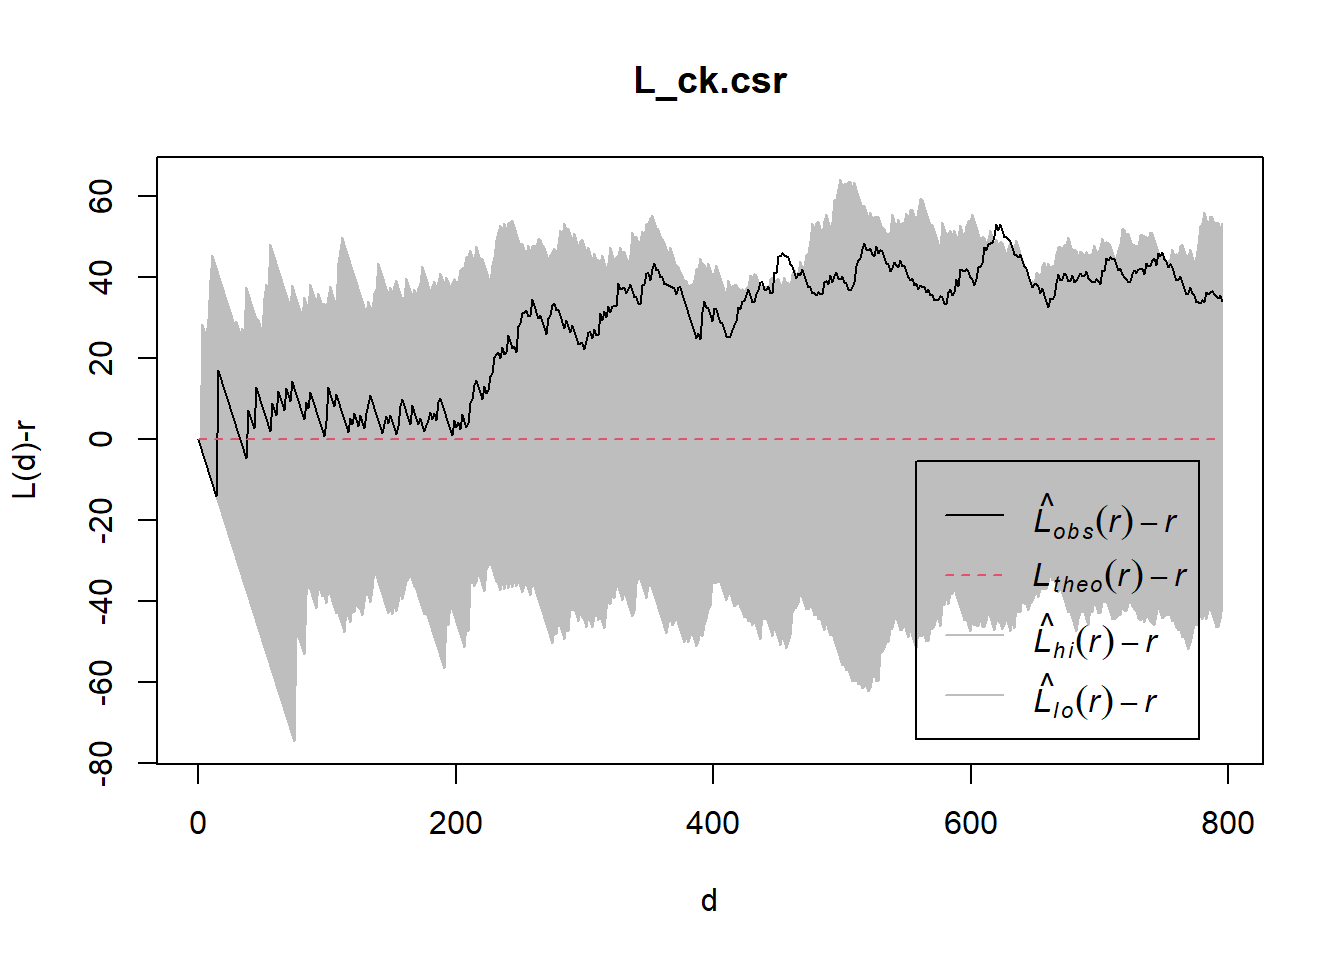 L_ck.csr
L(d)-r
60
40
20
0
-20
-40
-60
-80
0 200 400 600 800
d
L̂obs(r) – r
Ltheo(r) – r
L̂hi(r) – r
L̂lo(r) – r